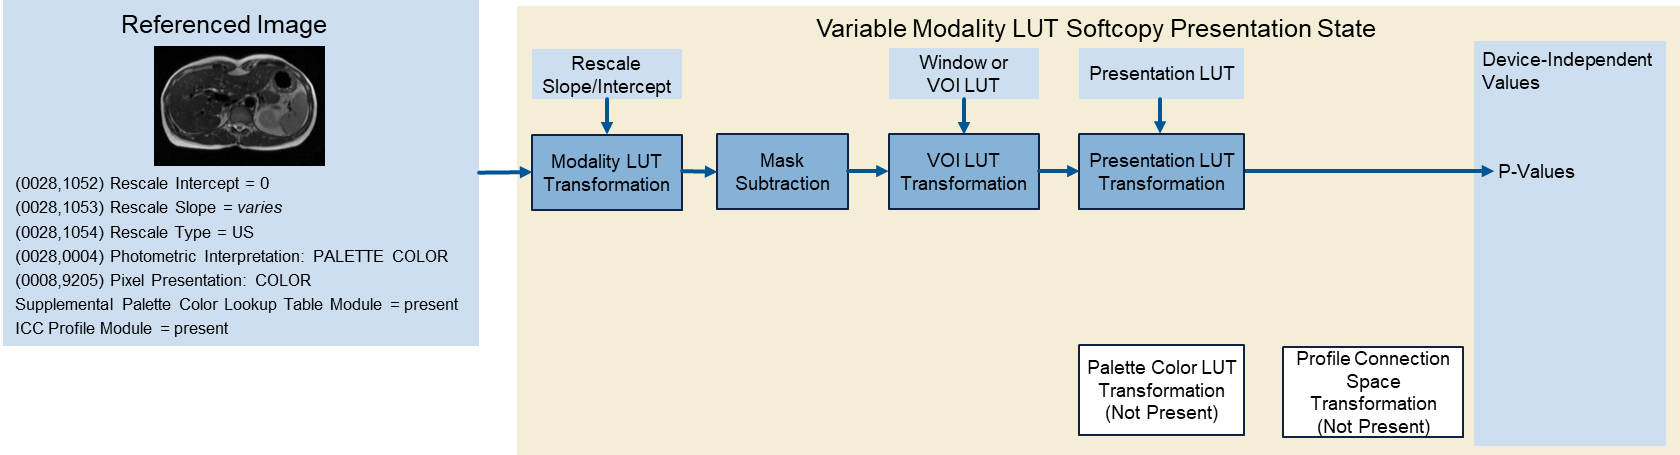 Referenced Image
(0028,1052) Rescale Intercept = 0
(0028,1053) Rescale Slope = varies
(0028,1054) Rescale Type = US
(0028,0004) Photometric Interpretation: PALETTE COLOR
(0008,9205) Pixel Presentation: COLOR
Supplemental Palette Color Lookup Table Module = present
ICC Profile Module = present
Variable Modality LUT Softcopy Presentation State
Rescale
Slope/Intercept
Window or
VOI LUT
Presentation LUT
Device-Independent
Values
Modality LUT
Transformation
Mask
Subtraction
VOI LUT
Transformation
Presentation LUT
Transformation
P-Values
Palette Color LUT
Transformation
(Not Present)
Profile Connection
Space
Transformation
(Not Present)